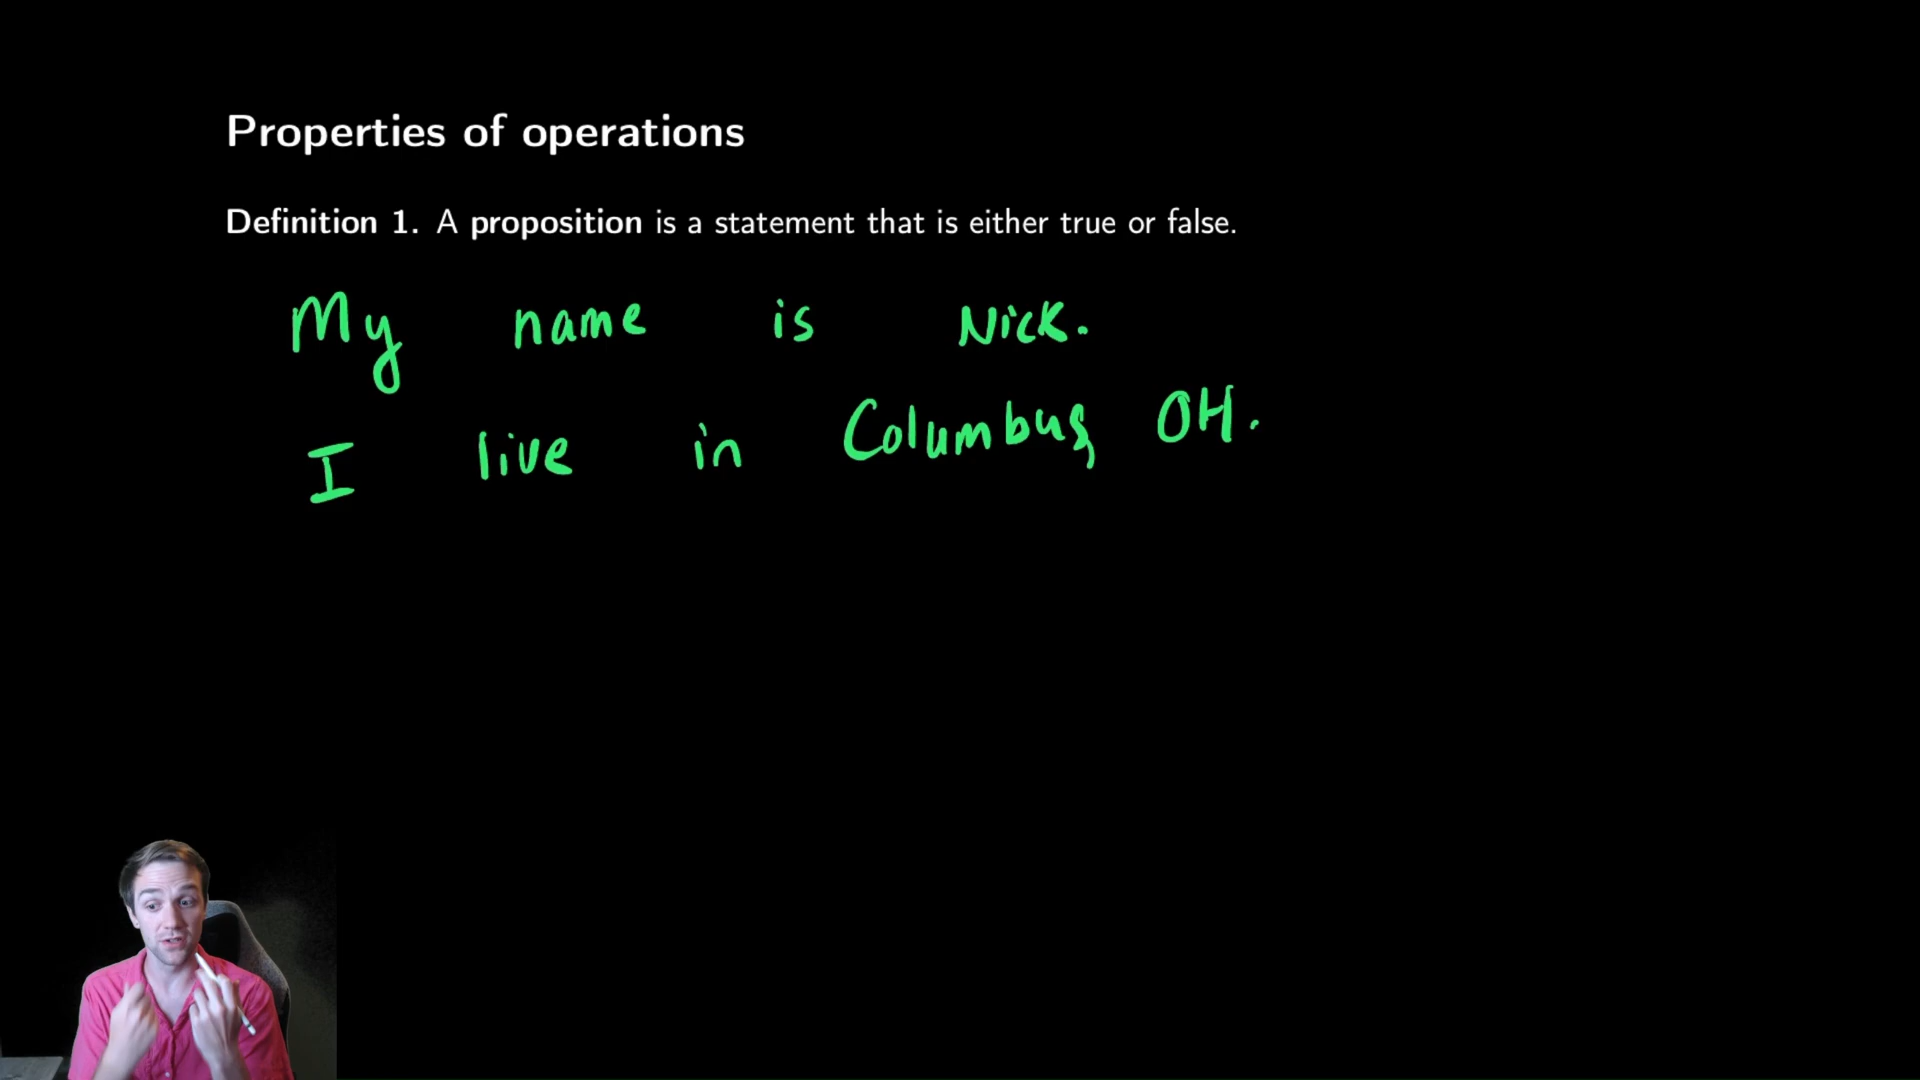 Properties of operations
Definition 1. A proposition is a statement that is either true or false.
My name is Nick.
I live in Columbus, OH.